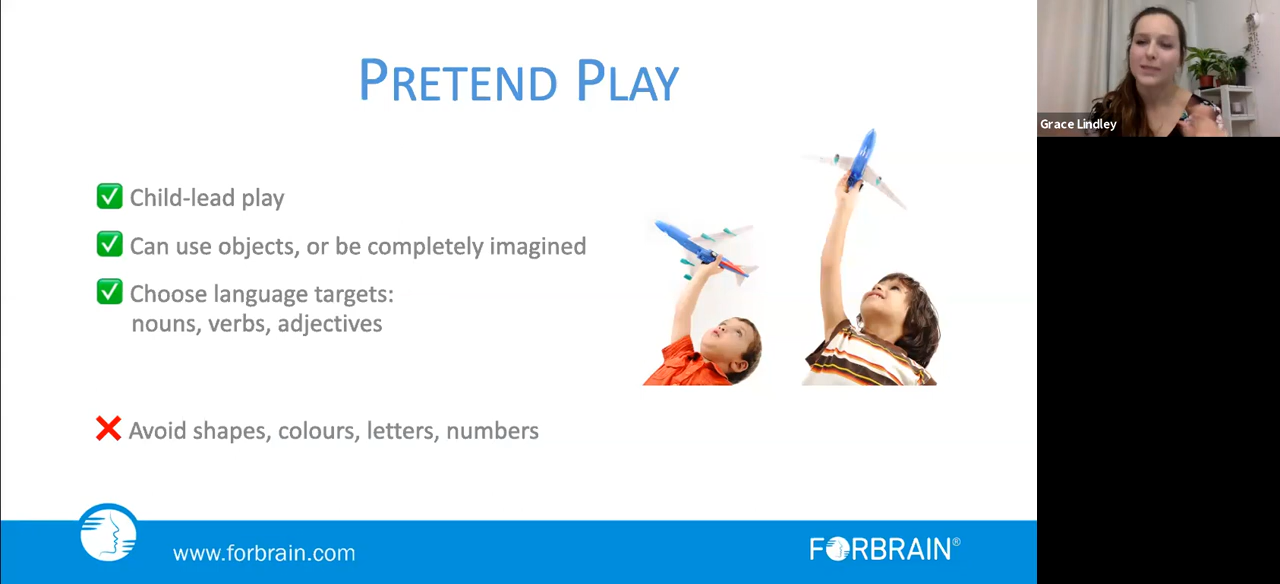 PRETEND PLAY
Child-lead play
Can use objects, or be completely imagined
Choose language targets:
nouns, verbs, adjectives
Avoid shapes, colours, letters, numbers
www.forbrain.com
FORBRAIN®
Grace Lindley